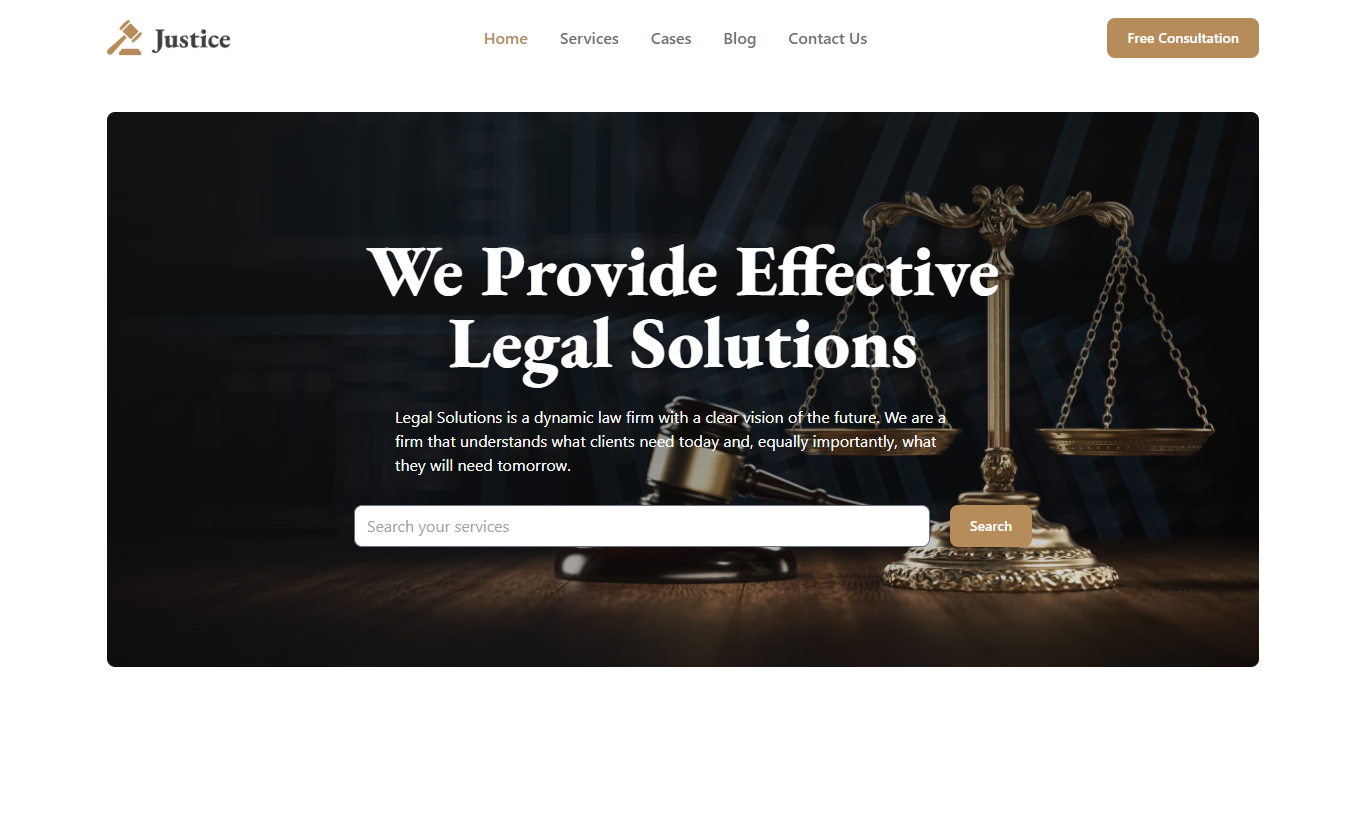 Justice
Home
Services
Cases
Blog
Contact Us
Free Consultation
We Provide Effective
Legal Solutions
Legal Solutions is a dynamic law firm with a clear vision of the future. We are a
firm that understands what clients need today and, equally importantly, what
they will need tomorrow.
Search your services
Search